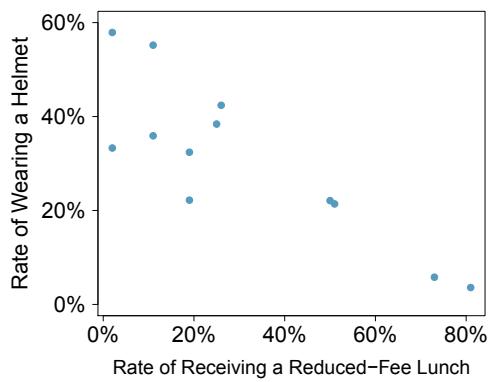 60%
40%
20%
0%
Rate of Wearing a Helmet
0% 20% 40% 60% 80%
Rate of Receiving a Reduced−Fee Lunch